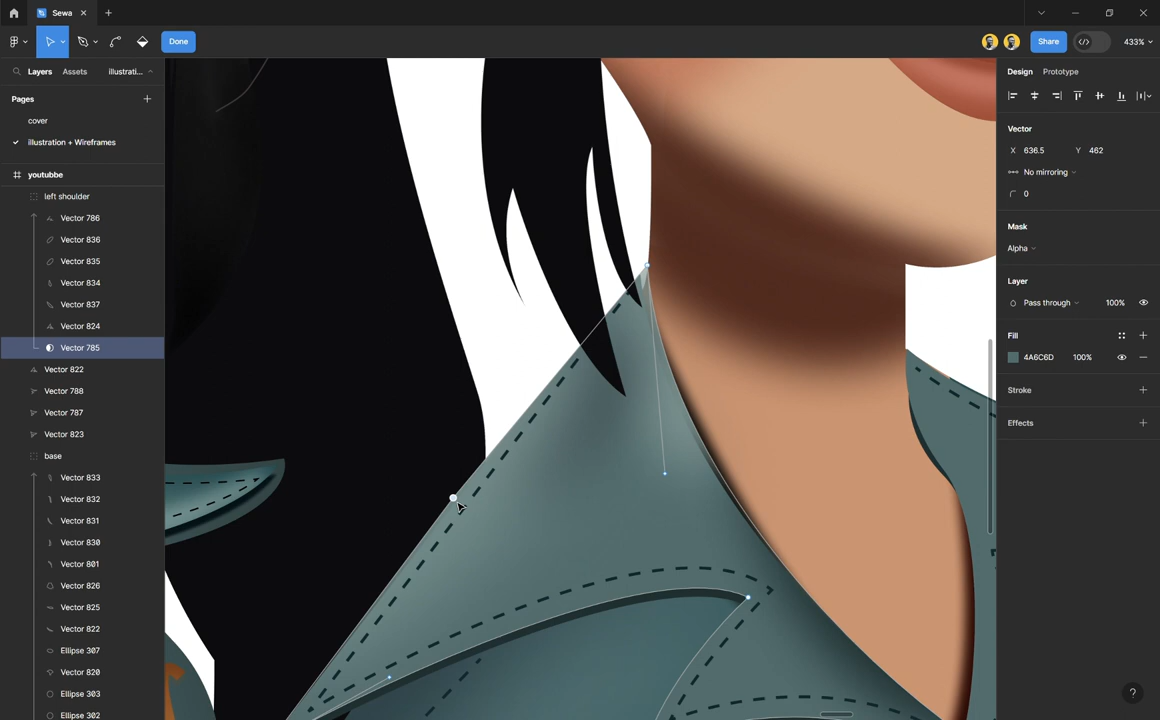 Sewa
Done
Share
433%
Layers
Assets
illustrati...
Pages
cover
illustration + Wireframes
youtubbe
left shoulder
Vector 786
Vector 836
Vector 835
Vector 834
Vector 837
Vector 824
Vector 785
Vector 822
Vector 788
Vector 787
Vector 823
base
Vector 833
Vector 832
Vector 831
Vector 830
Vector 801
Vector 826
Vector 825
Vector 822
Ellipse 307
Vector 820
Ellipse 303
Ellipse 302
Design
Prototype
Vector
X 636.5 Y 462
No mirroring
0
Mask
Alpha
Layer
Pass through 100%
Fill
4A6C6D 100%
Stroke
Effects
?